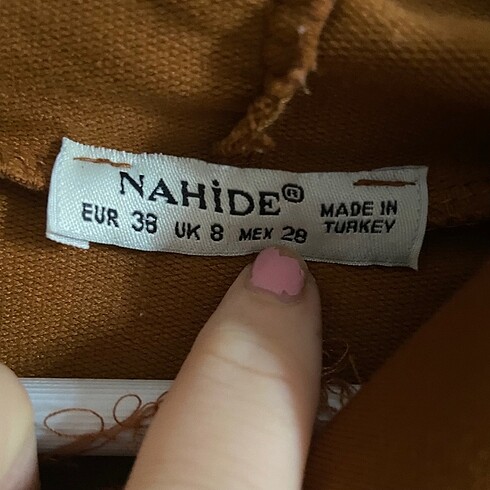 NAHİDE®
EUR 38 UK 8 MEX 28
MADE IN
TURKEY